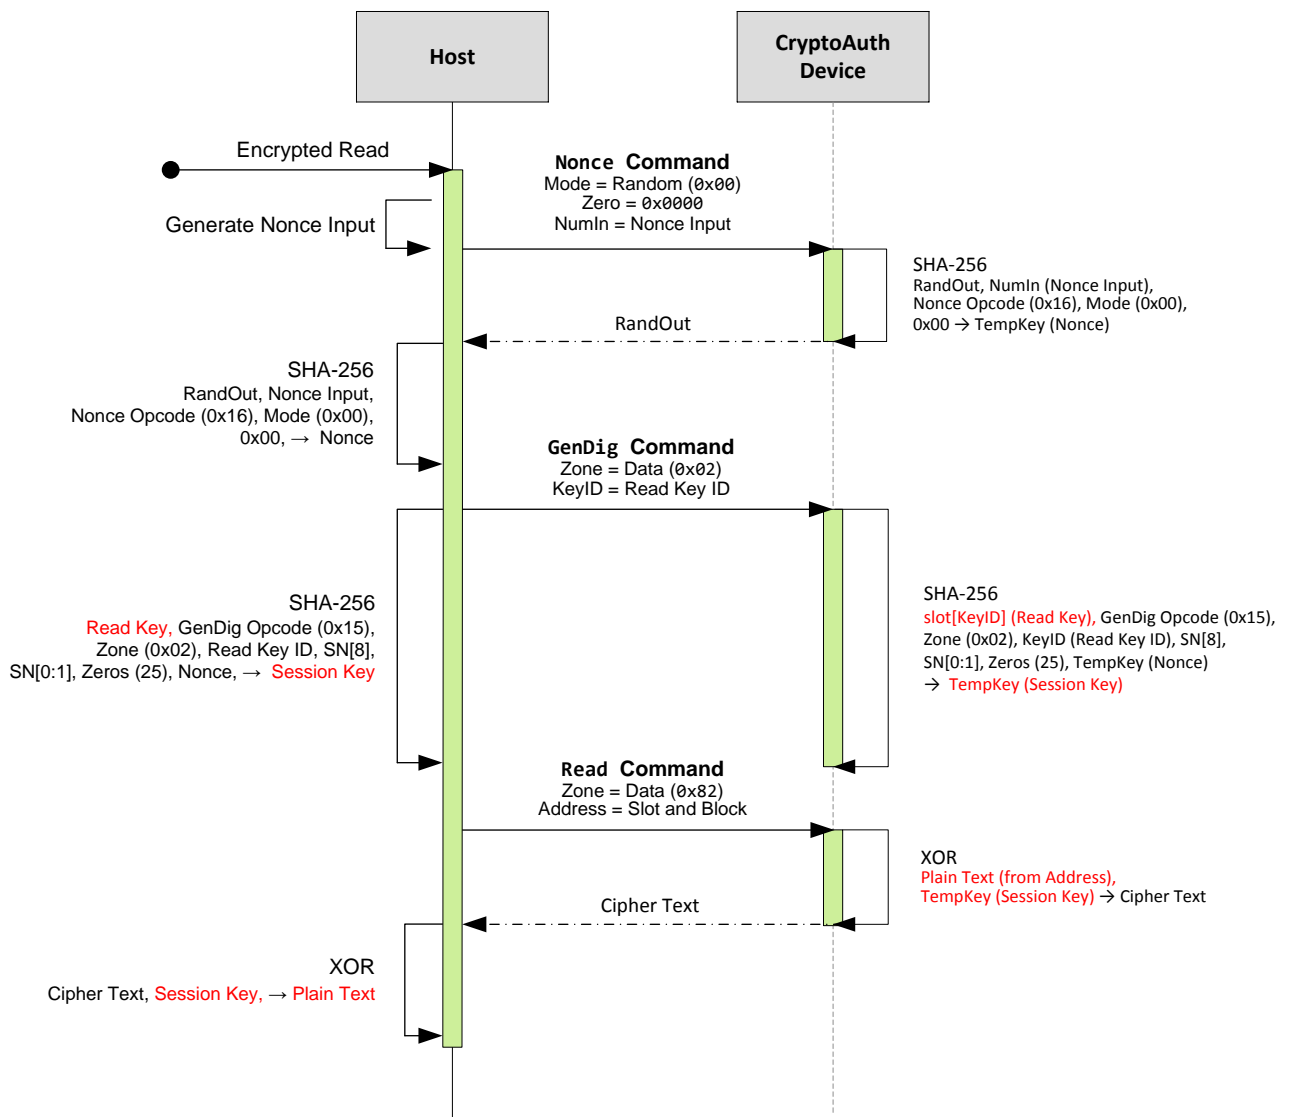 Host
CryptoAuth
Device
Encrypted Read
Nonce Command
Mode = Random (0x00)
Zero = 0x0000
NumIn = Nonce Input
Generate Nonce Input
SHA-256
RandOut, NumIn (Nonce Input),
Nonce Opcode (0x16), Mode (0x00),
0x00 → TempKey (Nonce)
RandOut
SHA-256
RandOut, Nonce Input,
Nonce Opcode (0x16), Mode (0x00),
0x00, → Nonce
GenDig Command
Zone = Data (0x02)
KeyID = Read Key ID
SHA-256
Read Key, GenDig Opcode (0x15),
Zone (0x02), Read Key ID, SN[8],
SN[0:1], Zeros (25), Nonce, → Session Key
SHA-256
slot[KeyID] (Read Key), GenDig Opcode (0x15),
Zone (0x02), KeyID (Read Key ID), SN[8],
SN[0:1], Zeros (25), TempKey (Nonce)
→ TempKey (Session Key)
Read Command
Zone = Data (0x82)
Address = Slot and Block
XOR
Plain Text (from Address),
TempKey (Session Key) → Cipher Text
Cipher Text
XOR
Cipher Text, Session Key, → Plain Text